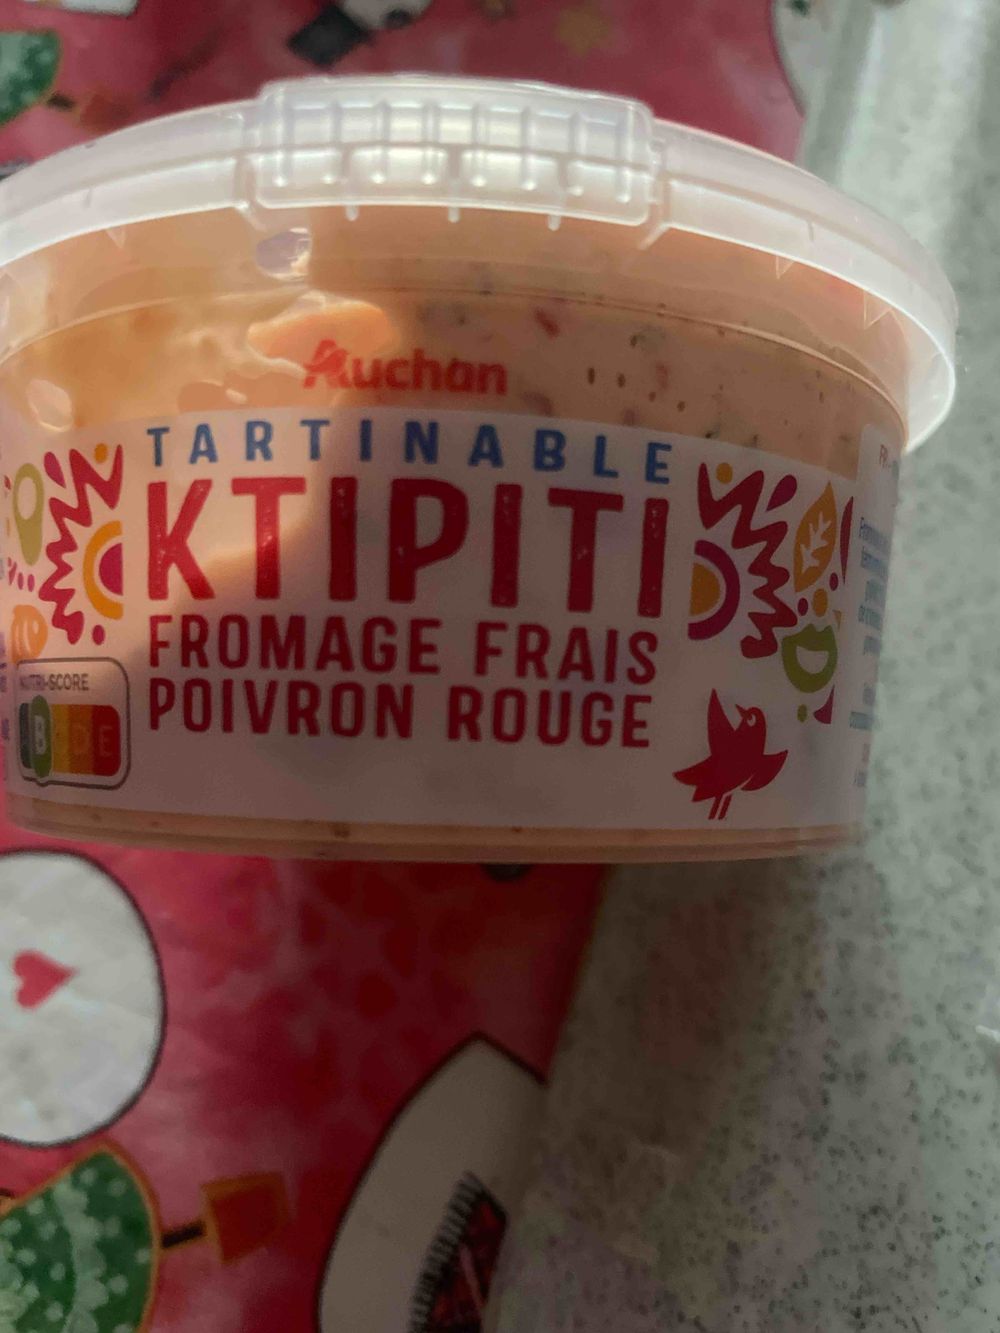 Auchan
TARTINABLE
KTIPITI
FROMAGE FRAIS
POIVRON ROUGE
NUTRI-SCORE
B D E